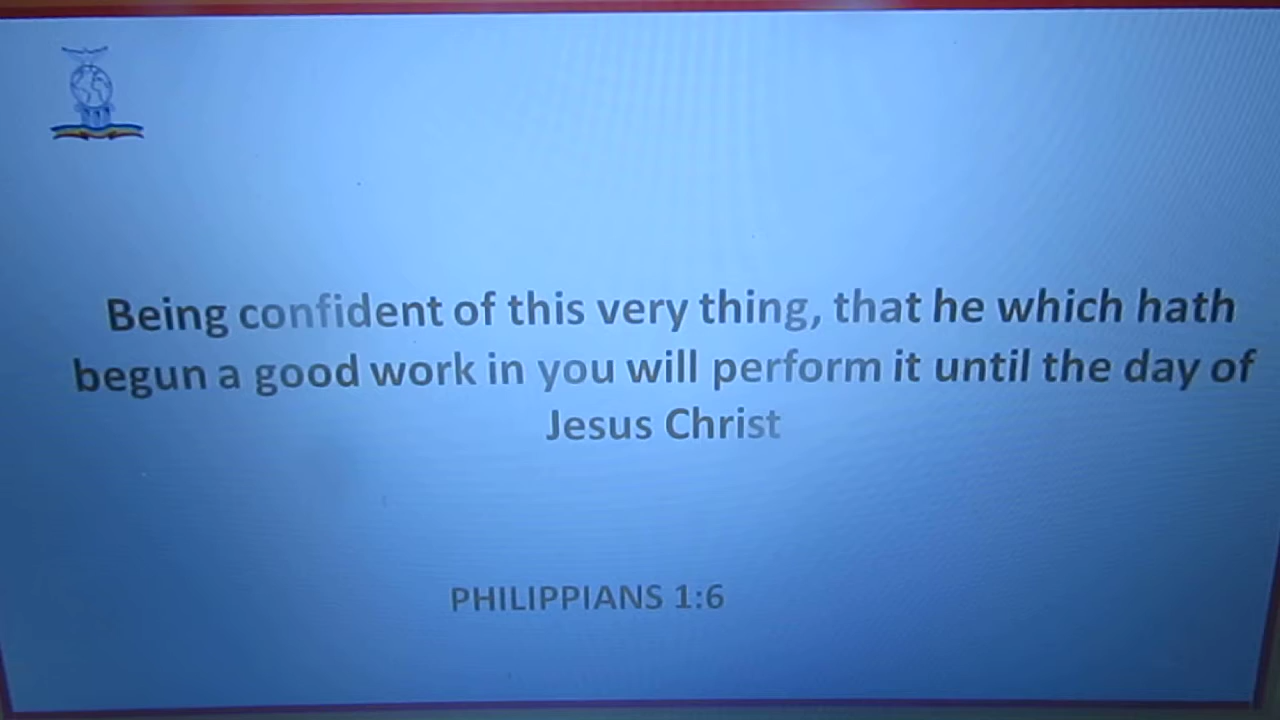 Being confident of this very thing, that he which hath
begun a good work in you will perform it until the day of
Jesus Christ
PHILIPPIANS 1:6